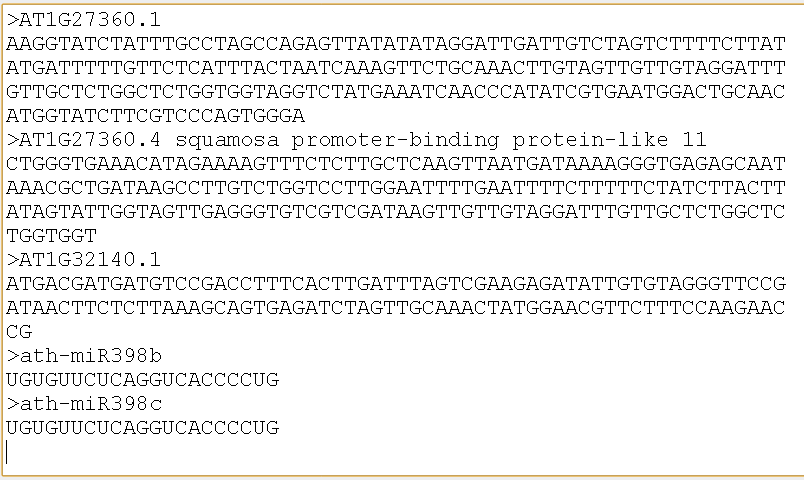 >AT1G27360.1
AAGGTATCTATTTGCCTAGCCAGAGTTATATATAGGATTGATTGTCTAGTCTTTTCTTAT
ATGATTTTTGTTCTCATTTACTAATCAAAGTTCTGCAAACTTGTAGTTGTTGTAGGATTT
GTTGCTCTGGCTCTGGTGGTAGGTCTATGAAATCAACCCATATCGTGAATGGACTGCAAC
ATGGTATCTTCGTCCCAGTGGGA
>AT1G27360.4 squamosa promoter-binding protein-like 11
CTGGGTGAAACATAGAAAAGTTTCTCTTGCTCAAGTTAATGATAAAAGGGTGAGAGCAAT
AAACGCTGATAAGCCTTGTCTGGTCCTTGGAATTTTGAATTTTCTTTTTCTATCTTACTT
ATAGTATTGGTAGTTGAGGGTGTCGTCGATAAGTTGTTGTAGGATTTGTTGCTCTGGCTC
TGGTGGT
>AT1G32140.1
ATGACGATGATGTCCGACCTTTCACTTGATTTAGTCGAAGAGATATTGTGTAGGGTTCCG
ATAACTTCTCTTAAAGCAGTGAGATCTAGTTGCAAACTATGGAACGTTCTTTCCAAGAAC
CG
>ath-miR398b
UGUGUUCUCAGGUCACCCCUG
>ath-miR398c
UGUGUUCUCAGGUCACCCCUG